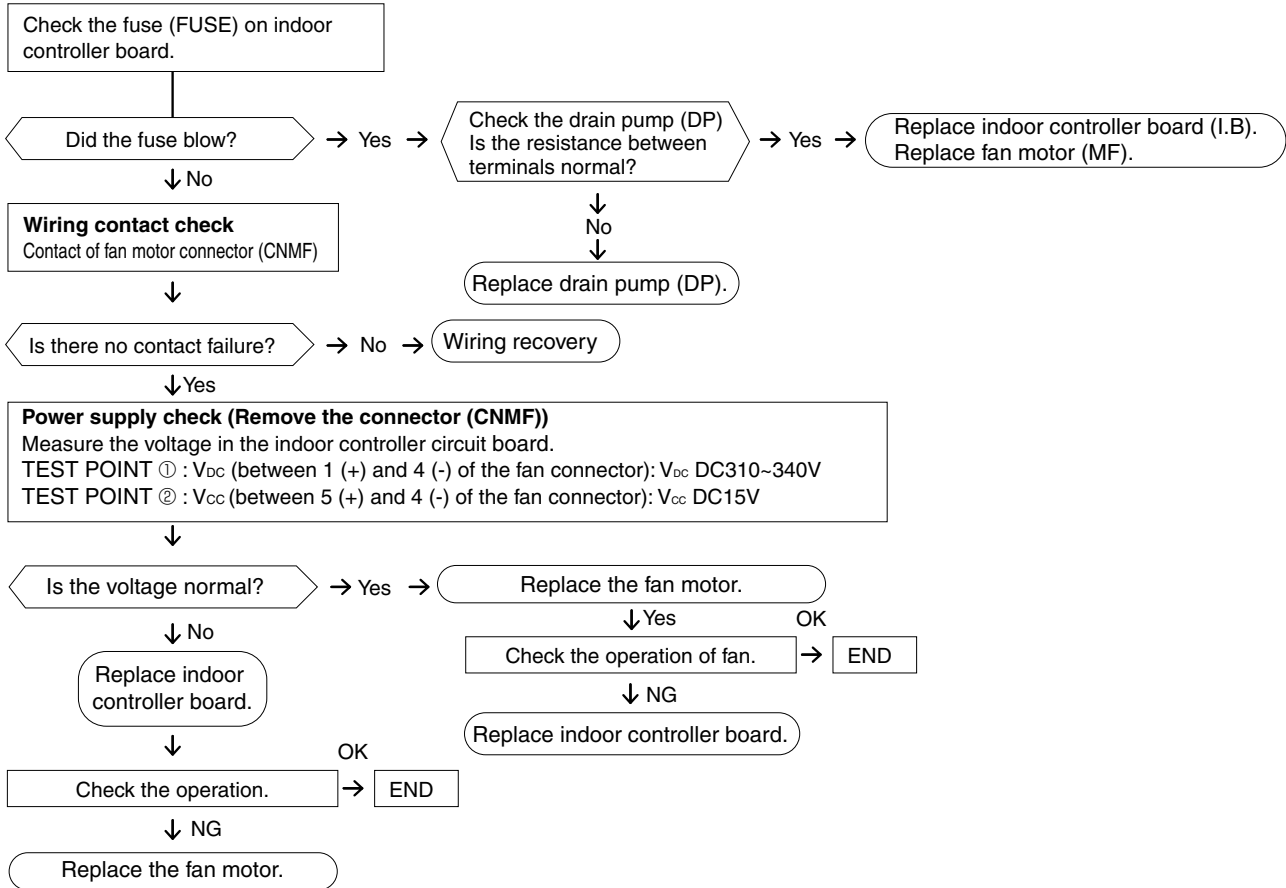 Check the fuse (FUSE) on indoor
controller board.
Did the fuse blow?
Yes
Check the drain pump (DP)
Is the resistance between
terminals normal?
Yes
Replace indoor controller board (I.B).
Replace fan motor (MF).
No
No
Replace drain pump (DP).
Wiring contact check
Contact of fan motor connector (CNMF)
Is there no contact failure?
No
Wiring recovery
Yes
Power supply check (Remove the connector (CNMF))
Measure the voltage in the indoor controller circuit board.
TEST POINT ① : VDC (between 1 (+) and 4 (-) of the fan connector): VDC DC310~340V
TEST POINT ② : VCC (between 5 (+) and 4 (-) of the fan connector): Vcc DC15V
Is the voltage normal?
Yes
Replace the fan motor.
Yes
Check the operation of fan.
OK
END
NG
Replace indoor controller board.
No
Replace indoor
controller board.
Check the operation.
OK
END
NG
Replace the fan motor.